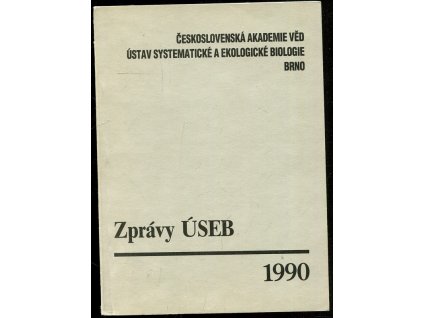 ČESKOSLOVENSKÁ AKADEMIE VĚD
ÚSTAV SYSTEMATICKÉ A EKOLOGICKÉ BIOLOGIE
BRNO
Zprávy ÚSEB
1990